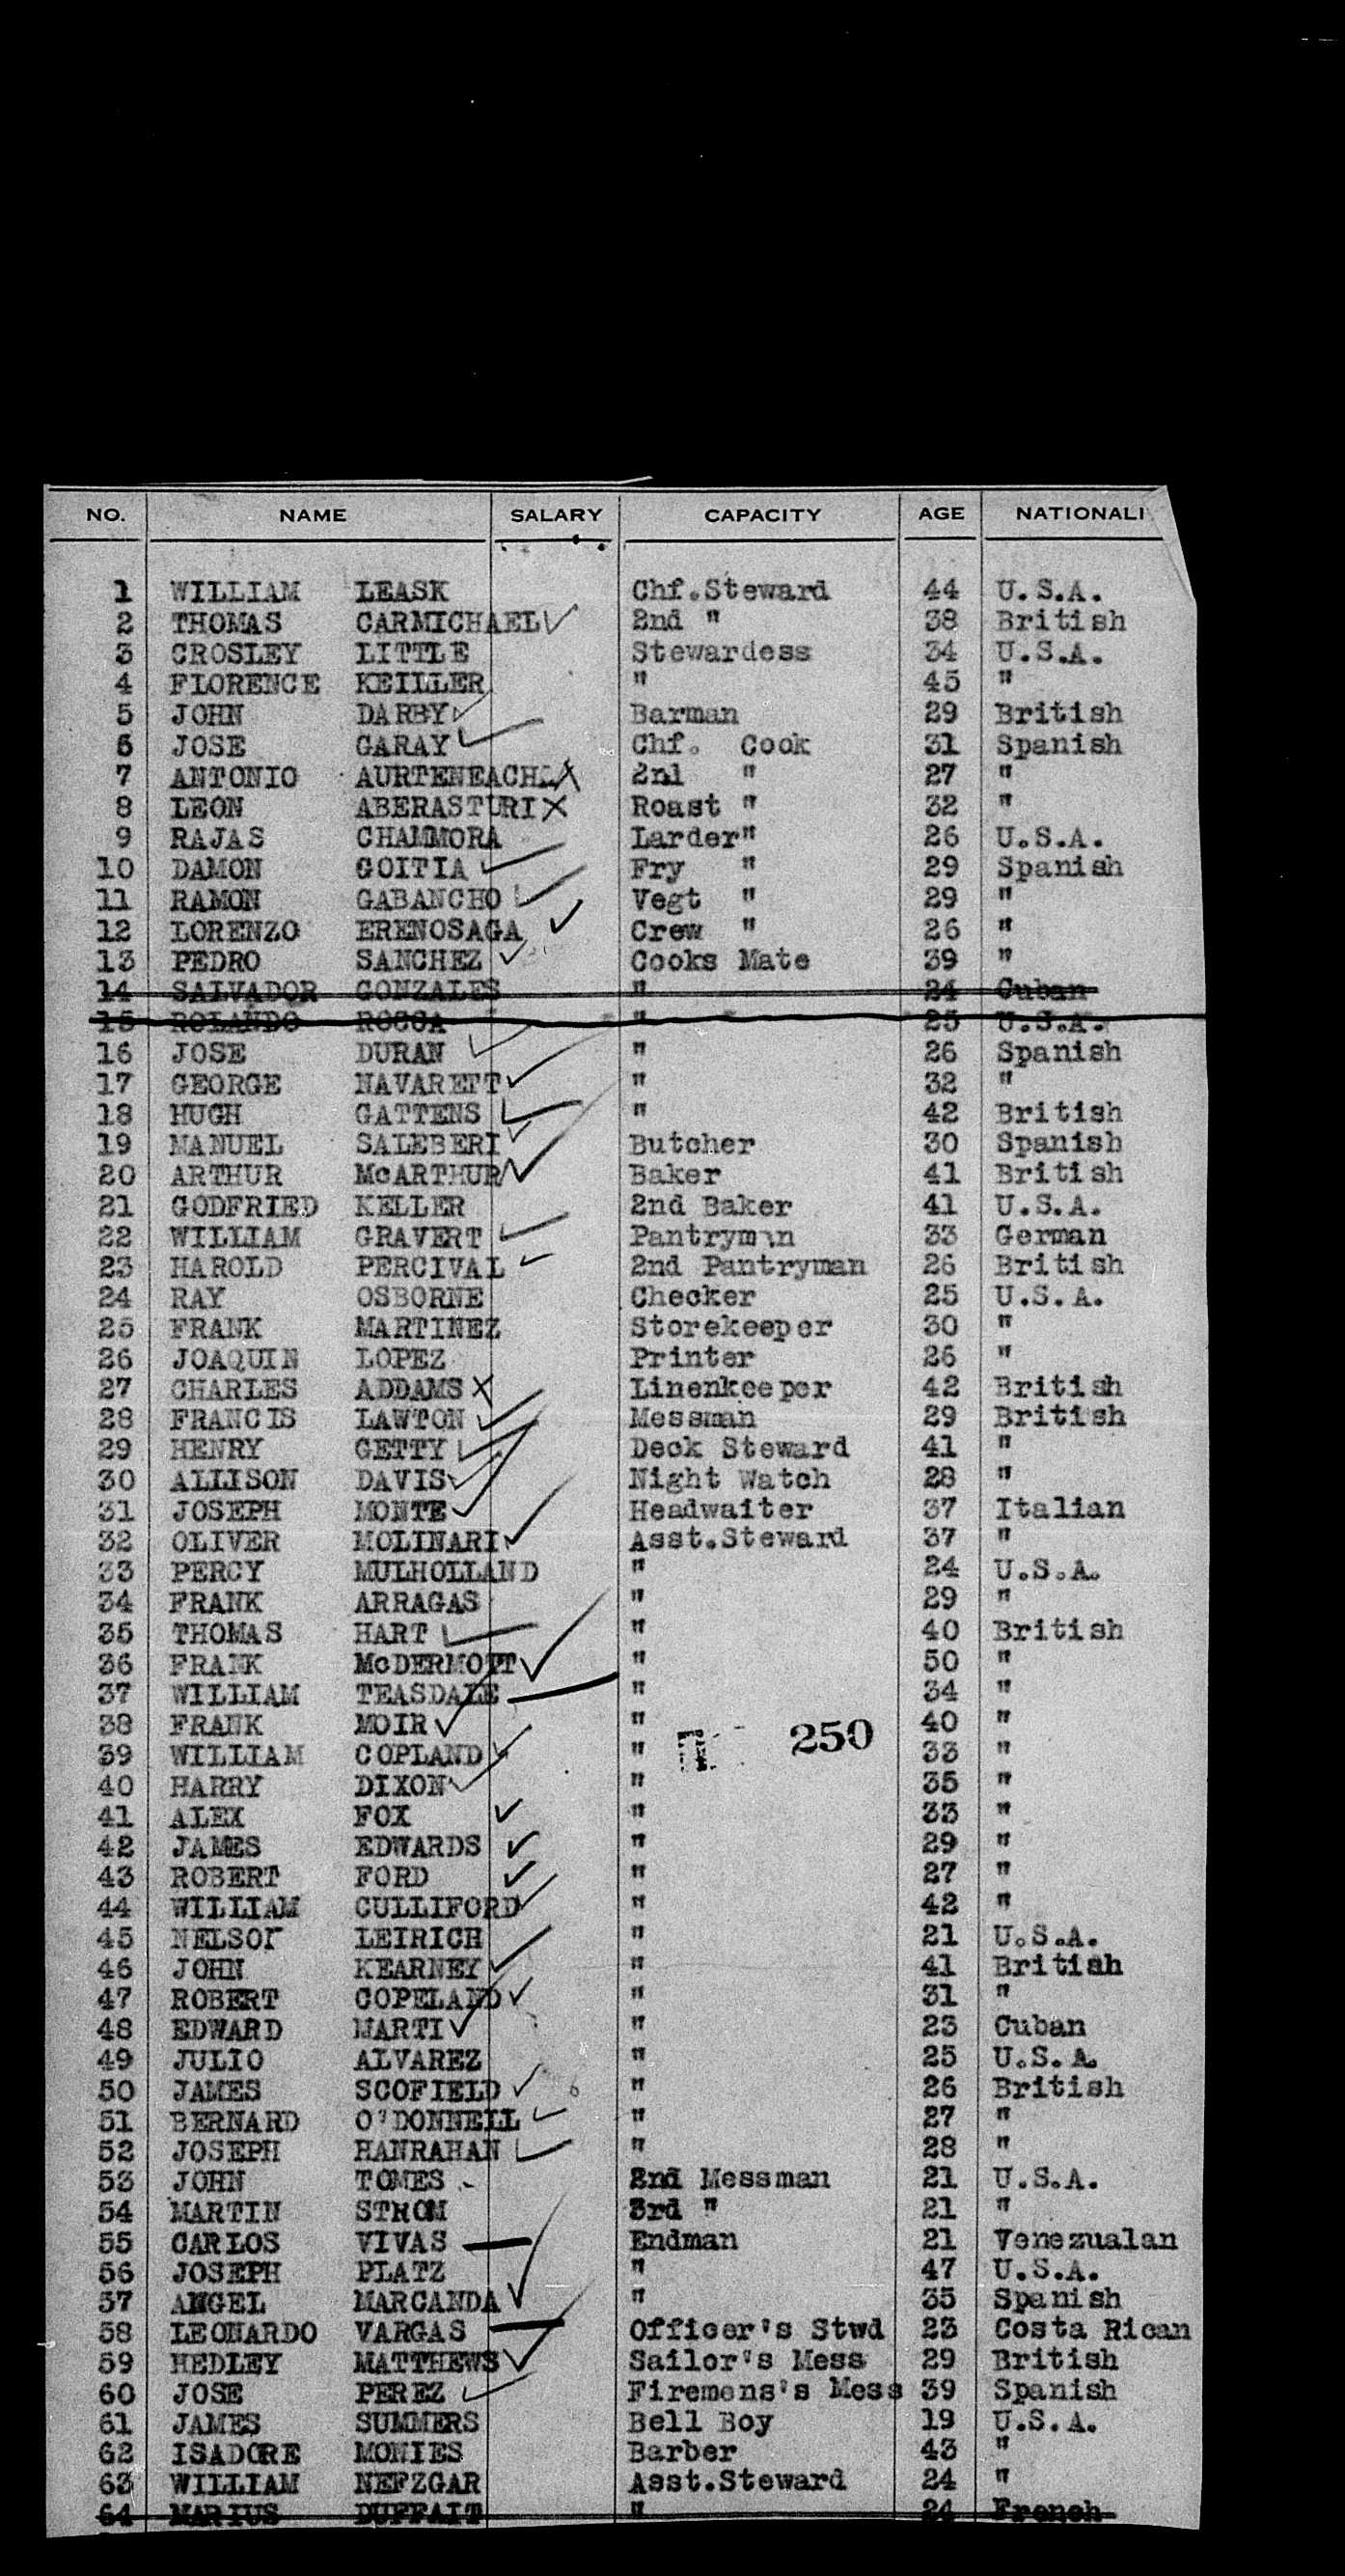 NO. NAME SALARY CAPACITY AGE NATIONALI
1 WILLIAM LEASK Chf.Steward 44 U.S.A.
2 THOMAS CARMICHAEL 2nd " 38 British
3 CROSLEY LITTLE Stewardess 34 U.S.A.
4 FLORENCE KEILLER " 45 "
5 JOHN DARBY Barman 29 British
6 JOSE GARAY Chf. Cook 31 Spanish
7 ANTONIO 2nl " 27 "
8 LEON ABERASTURI Roast " 32 "
9 RAJAS CHAMMORA Larder" 26 U.S.A.
10 DAMON GOITIA Fry " 29 Spanish
11 RAMON GABANCHO Vegt " 29 "
12 LORENZO ERENOSAGA Crew " 26 "
13 PEDRO SANCHEZ Cooks Mate 39 "
14 SALVADOR GONZALES " 24 Cuban
15 ROLANDO ROCCA " 25 U.S.A.
16 JOSE DURAN " 26 Spanish
17 GEORGE NAVARETT " 32 "
18 HUGH GATTENS " 42 British
19 MANUEL SALEBERI Butcher 30 Spanish
20 ARTHUR McARTHUR Baker 41 British
21 GODFRIED KELLER 2nd Baker 41 U.S.A.
22 WILLIAM GRAVERT Pantryman 33 German
23 HAROLD PERCIVAL 2nd Pantryman 26 British
24 RAY OSBORNE Checker 25 U.S.A.
25 FRANK MARTINEZ Storekeeper 30 "
26 JOAQUIN LOPEZ Printer 26 "
27 CHARLES ADDAMS Linenkeeper 42 British
28 FRANCIS LAWTON Messman 29 British
29 HENRY GETTY Deck Steward 41 "
30 ALLISON DAVIS Night Watch 28 "
31 JOSEPH MONTE Headwaiter 37 Italian
32 OLIVER MOLINARI Asst.Steward 37 "
33 PERCY MULHOLLAND " 24 U.S.A.
34 FRANK ARRAGAS " 29 "
35 THOMAS HART " 40 British
36 FRANK McDERMOTT " 50 "
37 WILLIAM TEASDALE " 34 "
38 FRANK MOIR " 40 "
250
39 WILLIAM COPLAND " 33 "
40 HARRY DIXON " 35 "
41 ALEX FOX " 33 "
42 JAMES EDWARDS " 29 "
43 ROBERT FORD " 27 "
44 WILLIAM CULLIFORD " 42 "
45 NELSON LEIRICH " 21 U.S.A.
46 JOHN KEARNEY " 41 British
47 ROBERT COPELAND " 31 "
48 EDWARD MARTI " 23 Cuban
49 JULIO ALVAREZ " 25 U.S.A.
50 JAMES SCOFIELD " 26 British
51 BERNARD O'DONNELL " 27 "
52 JOSEPH HANRAHAN " 28 "
53 JOHN TOMES 2nd Messman 21 U.S.A.
54 MARTIN STROM 3rd " 21 "
55 CARLOS VIVAS Endman 21 Venezualan
56 JOSEPH PLATZ " 47 U.S.A.
57 ANGEL MARCANDA " 35 Spanish
58 LEONARDO VARGAS Officer's Stwd 23 Costa Rican
59 HEDLEY MATTHEWS Sailor's Mess 29 British
60 JOSE PEREZ Firemens's Mess 39 Spanish
61 JAMES SUMMERS Bell Boy 19 U.S.A.
62 ISADORE MONIES Barber 43 "
63 WILLIAM NEFZGAR Asst.Steward 24 "
64 MARIUS DUFFAIT " 24 French